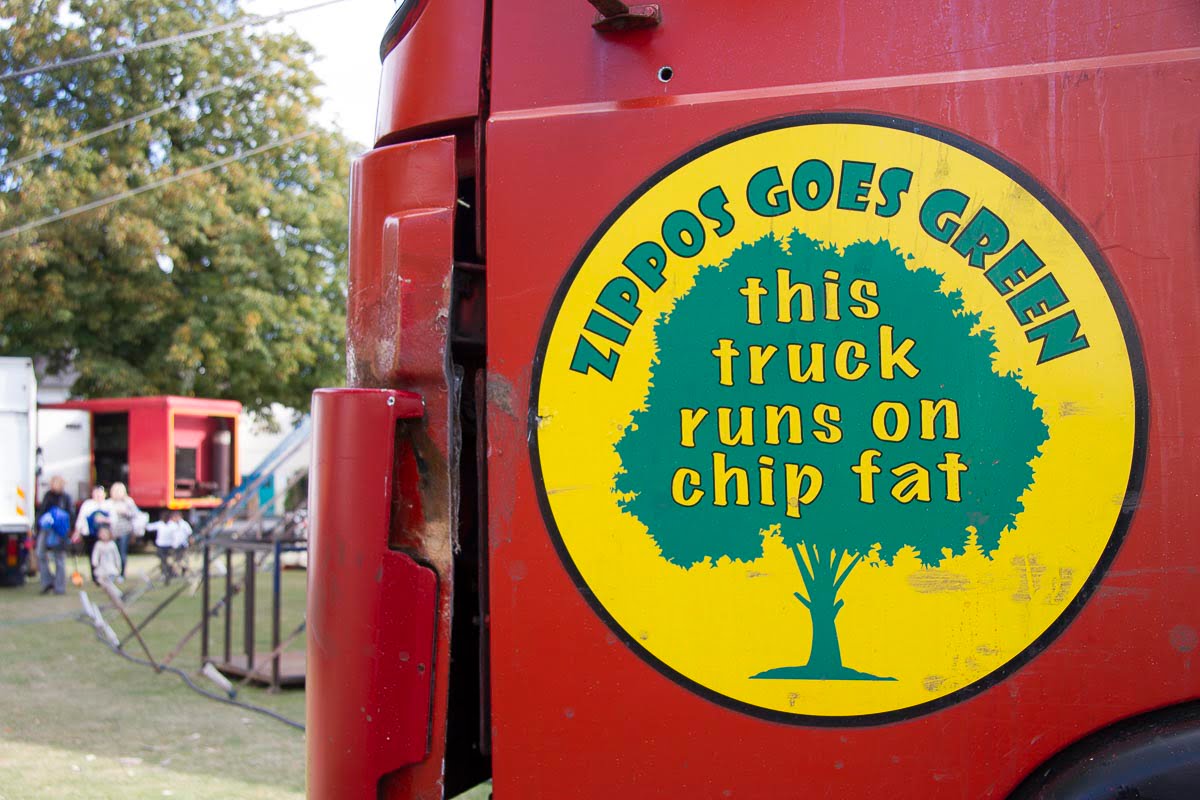 ZIPPOS GOES GREEN
this
truck
runs on
chip fat